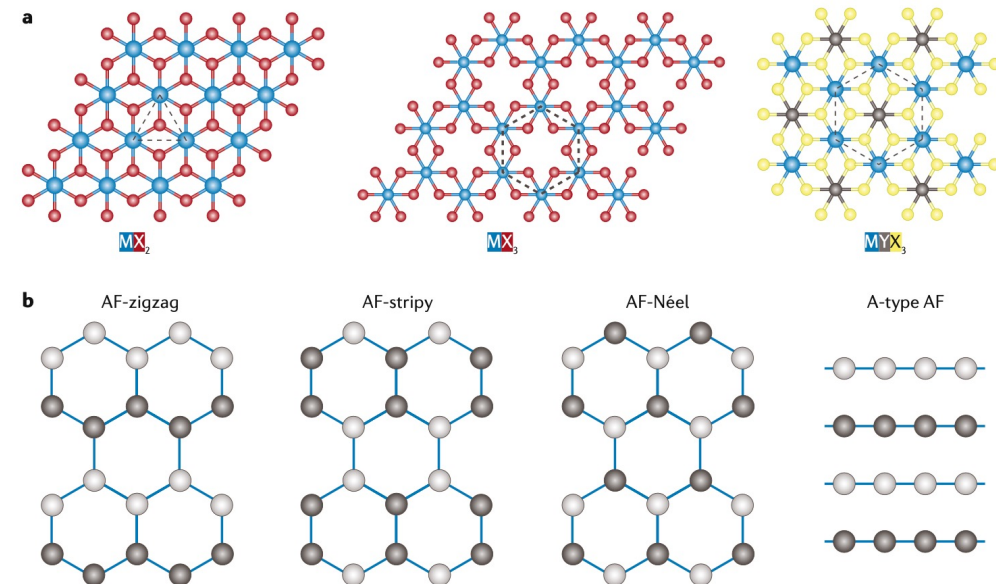 a
MX₂
MX₃
MYX₃
b
AF-zigzag
AF-stripy
AF-Néel
A-type AF